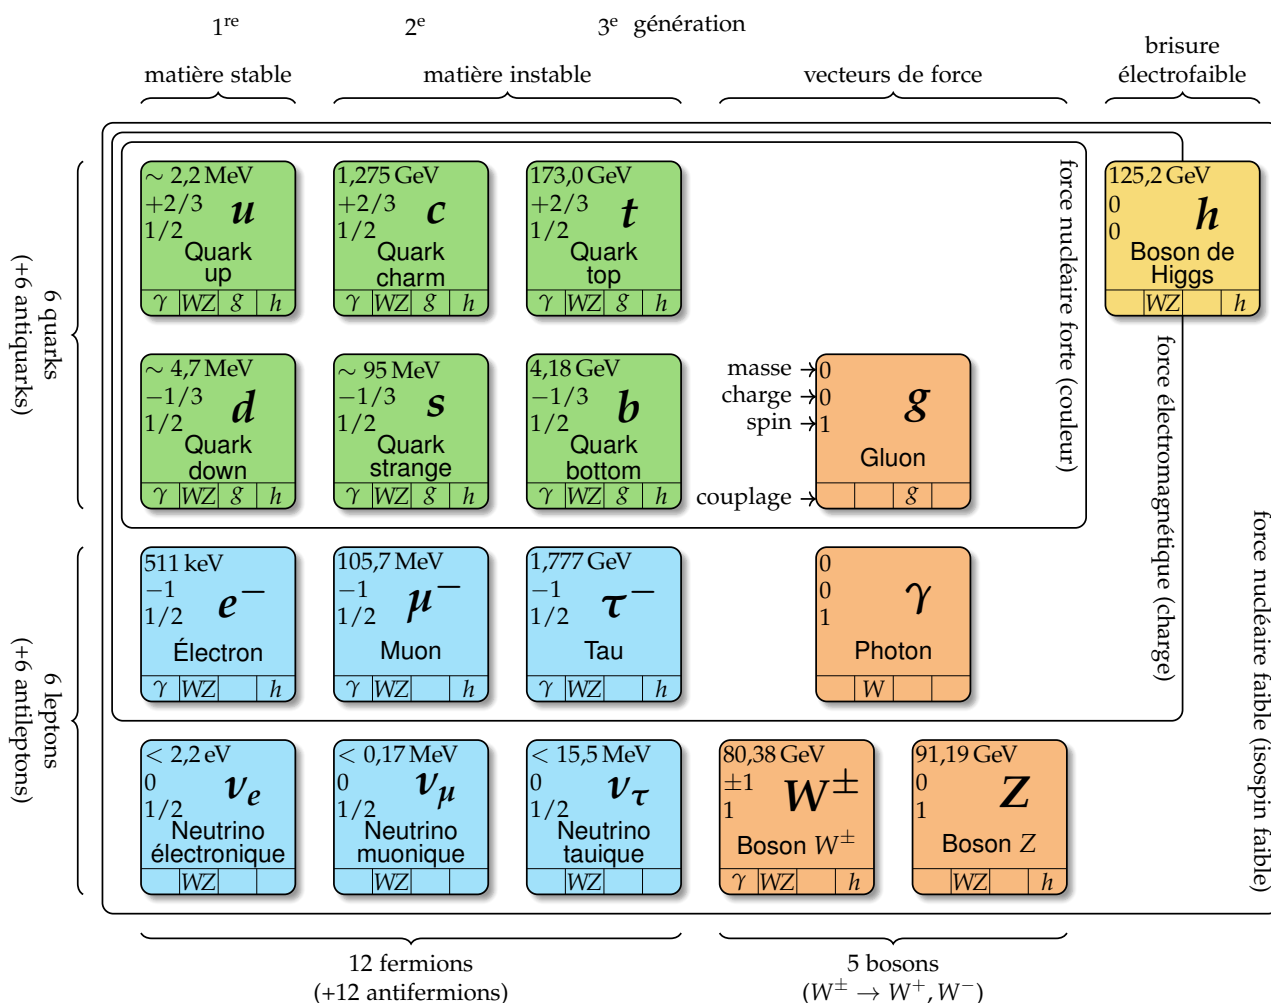 1re 2e 3e génération
matière stable matière instable vecteurs de force brisure
électrofaible
6 quarks
(+6 antiquarks)
∼ 2,2 MeV
+2/3 u
1/2
Quark
up
γ WZ g h
1,275 GeV
+2/3 c
1/2
Quark
charm
γ WZ g h
173,0 GeV
+2/3 t
1/2
Quark
top
γ WZ g h
force nucléaire forte (couleur)
125,2 GeV
0 h
0
Boson de
Higgs
WZ h
∼ 4,7 MeV
−1/3 d
1/2
Quark
down
γ WZ g h
∼ 95 MeV
−1/3 s
1/2
Quark
strange
γ WZ g h
4,18 GeV
−1/3 b
1/2
Quark
bottom
γ WZ g h
masse
charge
spin
couplage
0
0 g
1
Gluon
g
force électromagnétique (charge)
force nucléaire faible (isospin faible)
6 leptons
(+6 antileptons)
511 keV
−1 e−
1/2
Électron
γ WZ h
105,7 MeV
−1 μ−
1/2
Muon
γ WZ h
1,777 GeV
−1 τ−
1/2
Tau
γ WZ h
0
0 γ
1
Photon
W
< 2,2 eV
0 νe
1/2
Neutrino
électronique
WZ
< 0,17 MeV
0 νμ
1/2
Neutrino
muonique
WZ
< 15,5 MeV
0 ντ
1/2
Neutrino
tauique
WZ
80,38 GeV
±1 W±
1
Boson W±
γ WZ h
91,19 GeV
0 Z
1
Boson Z
WZ h
12 fermions
(+12 antifermions)
5 bosons
(W± → W+, W−)